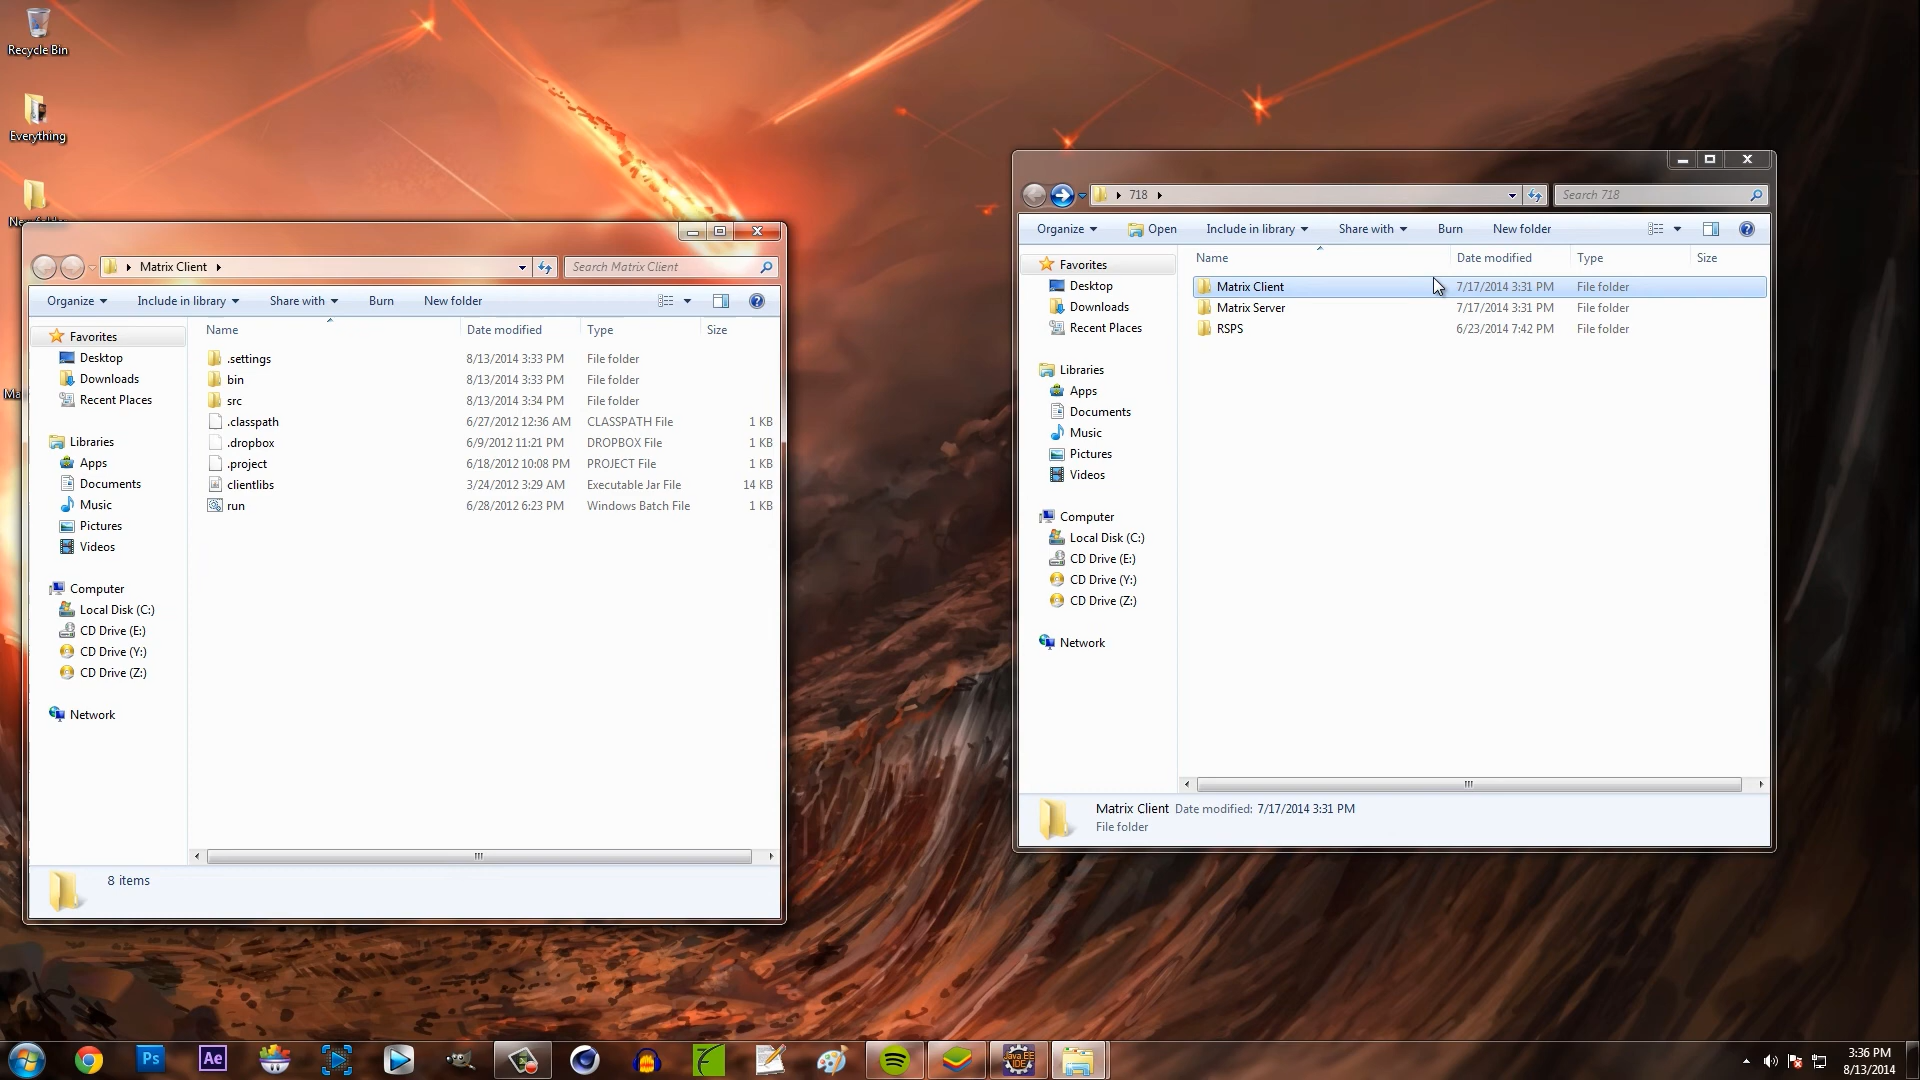 Recycle Bin
Everything
Matrix Client
Search Matrix Client
Organize Include in library Share with Burn New folder
Name Date modified Type Size
Favorites
Desktop
Downloads
Recent Places
Libraries
Apps
Documents
Music
Pictures
Videos
Computer
Local Disk (C:)
CD Drive (E:)
CD Drive (Y:)
CD Drive (Z:)
Network
.settings 8/13/2014 3:33 PM File folder
bin 8/13/2014 3:33 PM File folder
src 8/13/2014 3:34 PM File folder
.classpath 6/27/2012 12:36 AM CLASSPATH File 1 KB
.dropbox 6/9/2012 11:21 PM DROPBOX File 1 KB
.project 6/18/2012 10:08 PM PROJECT File 1 KB
clientlibs 3/24/2012 3:29 AM Executable Jar File 14 KB
run 6/28/2012 6:23 PM Windows Batch File 1 KB
8 items
718
Search 718
Organize Open Include in library Share with Burn New folder
Name Date modified Type Size
Favorites
Desktop
Downloads
Recent Places
Libraries
Apps
Documents
Music
Pictures
Videos
Computer
Local Disk (C:)
CD Drive (E:)
CD Drive (Y:)
CD Drive (Z:)
Network
Matrix Client 7/17/2014 3:31 PM File folder
Matrix Server 7/17/2014 3:31 PM File folder
RSPS 6/23/2014 7:42 PM File folder
Matrix Client Date modified: 7/17/2014 3:31 PM
File folder
Ps
Ae
Java EE
IDE
3:36 PM
8/13/2014